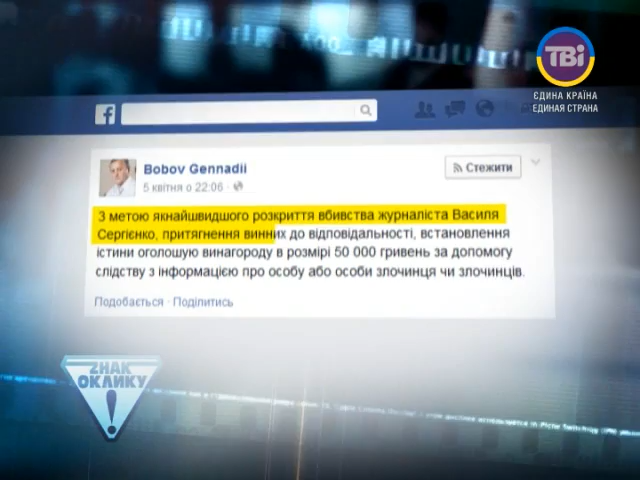 ТВі
ЄДИНА КРАЇНА
ЕДИНАЯ СТРАНА
f
Bobov Gennadii
Стежити
5 квітня о 22:06 ·
З метою якнайшвидшого розкриття вбивства журналіста Василя
Сергієнко, притягнення винних до відповідальності, встановлення
істини оголошую винагороду в розмірі 50 000 гривень за допомогу
слідству з інформацією про особу або особи злочинця чи злочинців.
Подобається · Поділитись
ZНАК
ОКЛИКУ